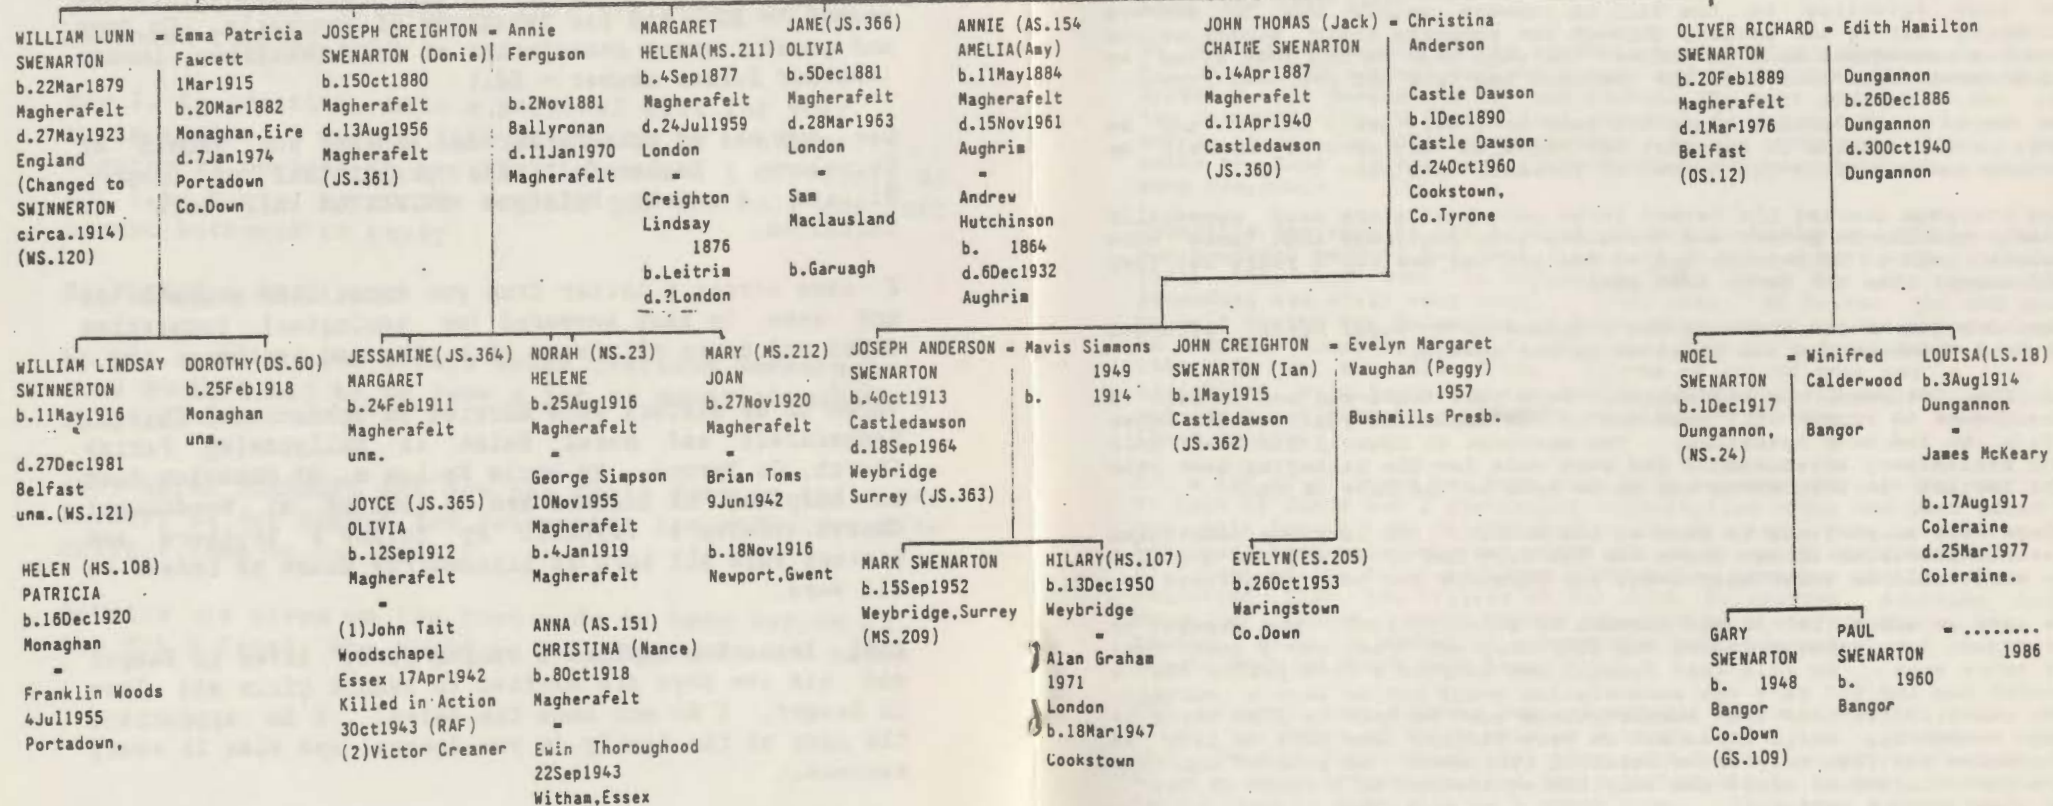 WILLIAM LUNN = Emma Patricia
SWENARTON Fawcett
b.22Mar1879 1Mar1915
Magherafelt b.20Mar1882
d.27May1923 Monaghan,Eire
England d.7Jan1974
(Changed to Portadown
SWINNERTON Co.Down
circa.1914)
(WS.120)
JOSEPH CREIGHTON = Annie
SWENARTON (Donie) Ferguson
b.15Oct1880
Magherafelt b.2Nov1881
d.13Aug1956 Ballyronan
Magherafelt d.11Jan1970
(JS.361) Magherafelt
MARGARET
HELENA(MS.211)
b.4Sep1877
Magherafelt
d.24Jul1959
London
=
Creighton
Lindsay
1876
b.Leitrim
d.?London
JANE(JS.366)
OLIVIA
b.5Dec1881
Magherafelt
d.28Mar1963
London
=
Sam
Maclausland
b.Garuagh
ANNIE (AS.154
AMELIA(Amy)
b.11May1884
Magherafelt
d.15Nov1961
Aughrim
=
Andrew
Hutchinson
b. 1864
d.6Dec1932
Aughrim
JOHN THOMAS (Jack) = Christina
CHAINE SWENARTON Anderson
b.14Apr1887
Magherafelt Castle Dawson
d.11Apr1940 b.1Dec1890
Castledawson Castle Dawson
(JS.360) d.24Oct1960
Cookstown,
Co.Tyrone
OLIVER RICHARD = Edith Hamilton
SWENARTON
b.20Feb1889 Dungannon
Magherafelt b.26Dec1886
d.1Mar1976 Dungannon
Belfast d.30Oct1940
(OS.12) Dungannon
WILLIAM LINDSAY
SWINNERTON
b.11May1916
d.27Dec1981
Belfast
unm.(WS.121)
DOROTHY(DS.60)
b.25Feb1918
Monaghan
unm.
HELEN (HS.108)
PATRICIA
b.16Dec1920
Monaghan
=
Franklin Woods
4Jul1955
Portadown,
JESSAMINE(JS.364)
MARGARET
b.24Feb1911
Magherafelt
unm.
JOYCE (JS.365)
OLIVIA
b.12Sep1912
Magherafelt
=
(1)John Tait
Woodschapel
Essex 17Apr1942
Killed in Action
30ct1943 (RAF)
(2)Victor Creaner
NORAH (NS.23)
HELENE
b.25Aug1916
Magherafelt
=
George Simpson
10Nov1955
Magherafelt
b.4Jan1919
Magherafelt
ANNA (AS.151)
CHRISTINA (Nance)
b.8Oct1918
Magherafelt
=
Ewin Thoroughood
22Sep1943
Witham,Essex
MARY (MS.212)
JOAN
b.27Nov1920
Magherafelt
=
Brian Toms
9Jun1942
b.18Nov1916
Newport,Gwent
JOSEPH ANDERSON = Mavis Simmons
SWENARTON 1949
b.4Oct1913 b. 1914
Castledawson
d.18Sep1964
Weybridge
Surrey (JS.363)
JOHN CREIGHTON = Evelyn Margaret
SWENARTON (Ian) Vaughan (Peggy)
b.1May1915 1957
Castledawson Bushmills Presb.
(JS.362)
MARK SWENARTON
b.15Sep1952
Weybridge,Surrey
(MS.209)
HILARY(HS.107)
b.13Dec1950
Weybridge
=
Alan Graham
1971
London
b.18Mar1947
Cookstown
EVELYN(ES.205)
b.26Oct1953
Waringstown
Co.Down
NOEL = Winifred
SWENARTON Calderwood
b.1Dec1917
Dungannon, Bangor
(NS.24)
LOUISA(LS.18)
b.3Aug1914
Dungannon
=
James McKeary
b.17Aug1917
Coleraine
d.25Mar1977
Coleraine.
GARY
SWENARTON
b. 1948
Bangor
Co.Down
(GS.109)
PAUL = ........
SWENARTON 1986
b. 1960
Bangor